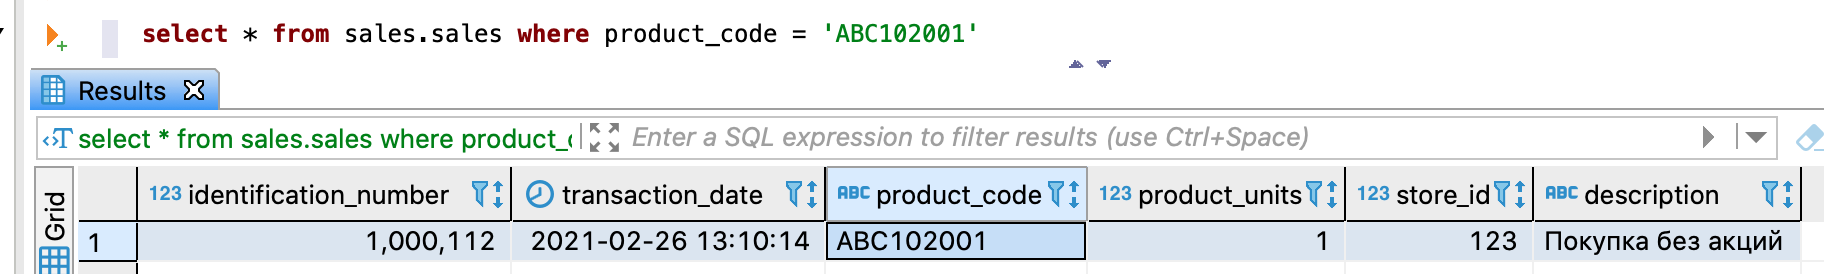 select * from sales.sales where product_code = 'ABC102001'
Results
select * from sales.sales where product_c
Enter a SQL expression to filter results (use Ctrl+Space)
Grid
123 identification_number transaction_date ABC product_code 123 product_units 123 store_id ABC description
1 1,000,112 2021-02-26 13:10:14 ABC102001 1 123 Покупка без акций